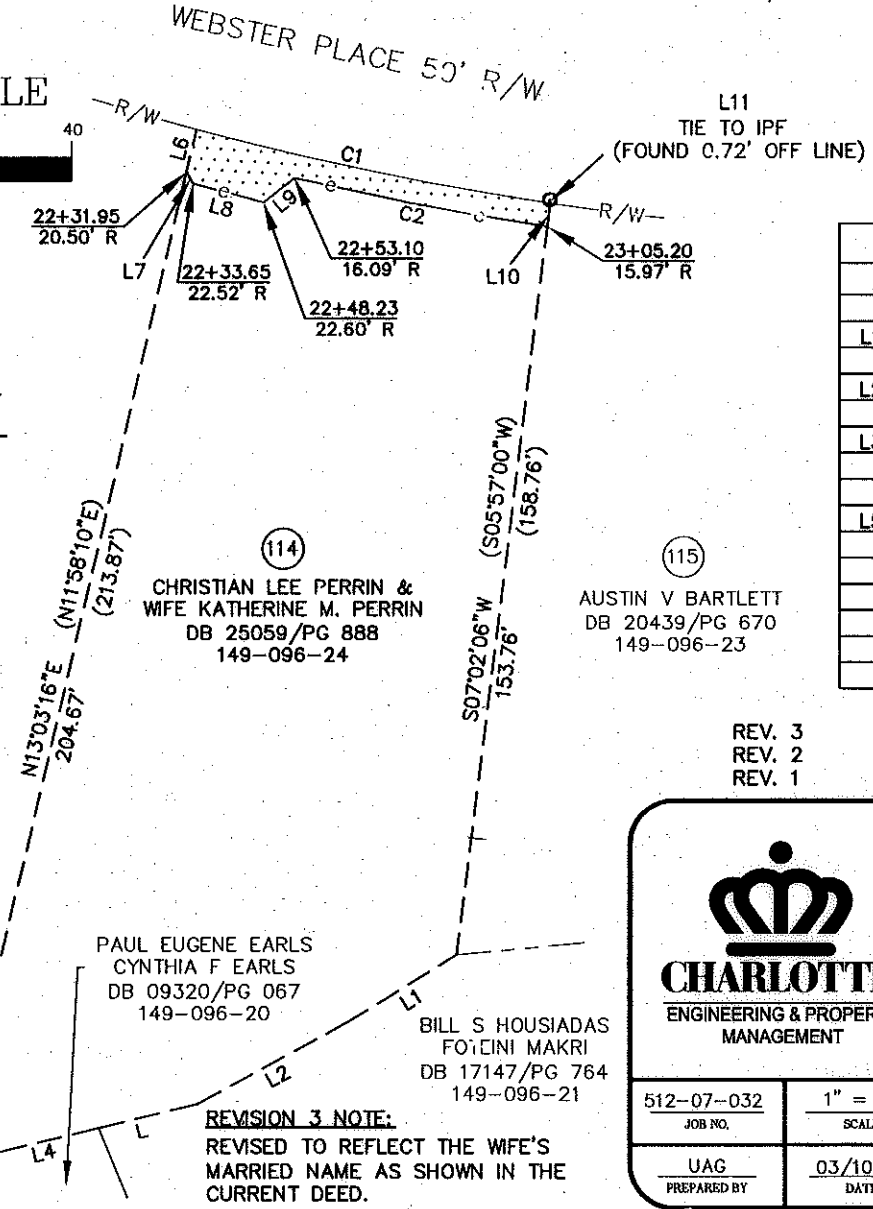 WEBSTER PLACE 50' R/W
LE
40
R/W
L6
C1
L11
TIE TO IPF
(FOUND 0.72' OFF LINE)
e
L8
L9
e
C2
R/W
22+31.95
20.50' R
L7
22+33.65
22.52' R
22+53.10
16.09' R
22+48.23
22.60' R
L10
23+05.20
15.97' R
N13°03'16"E (N11°58'10"E)
204.67' (213.87')
S07°02'06"W (S05°57'00"W)
153.76' (158.76')
114
CHRISTIAN LEE PERRIN &
WIFE KATHERINE M. PERRIN
DB 25059/PG 888
149-096-24
115
AUSTIN V BARTLETT
DB 20439/PG 670
149-096-23
REV. 3
REV. 2
REV. 1
PAUL EUGENE EARLS
CYNTHIA F EARLS
DB 09320/PG 067
149-096-20
L1
L2
L
L4
BILL S HOUSIADAS
MAKRI
DB 17147/PG 764
149-096-21
REVISION 3 NOTE:
REVISED TO REFLECT THE WIFE'S
MARRIED NAME AS SHOWN IN THE
CURRENT DEED.
CHARLOTT
ENGINEERING & PROPER
MANAGEMENT
512-07-032
JOB NO.
1" =
SCAL
UAG
PREPARED BY
03/10
DAT